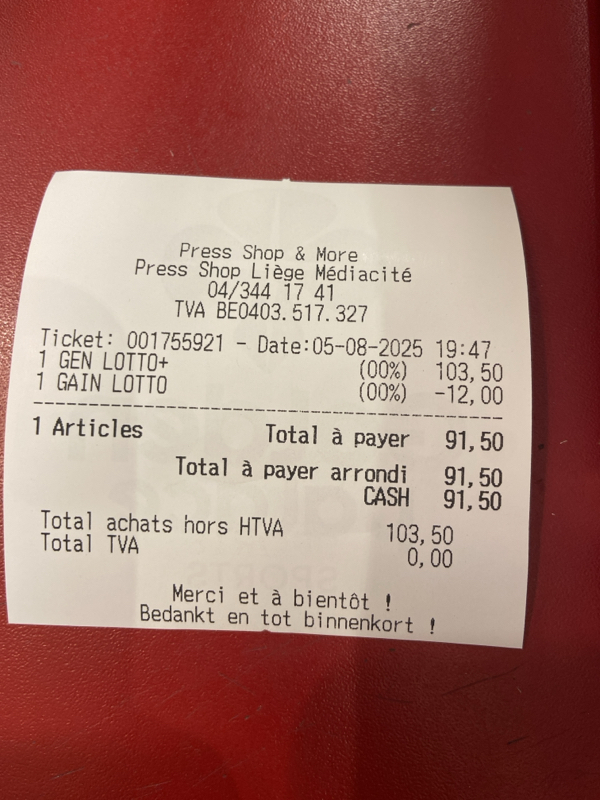 Press Shop & More
Press Shop Liège Médiacité
04/344 17 41
TVA BE0403.517.327
Ticket: 001755921 - Date:05-08-2025 19:47
1 GEN LOTTO+ (00%) 103,50
1 GAIN LOTTO (00%) -12,00
1 Articles Total à payer 91,50
Total à payer arrondi 91,50
CASH 91,50
Total achats hors HTVA 103,50
Total TVA 0,00
Merci et à bientôt !
Bedankt en tot binnenkort !